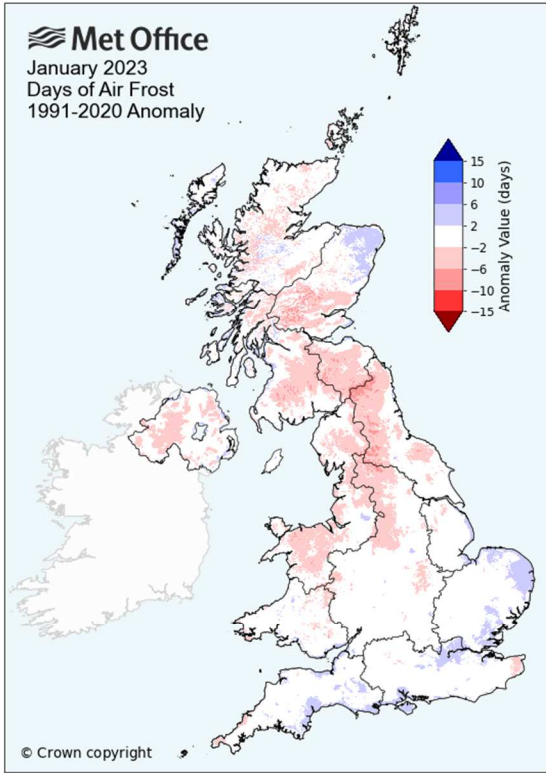 Met Office
January 2023
Days of Air Frost
1991-2020 Anomaly
15
10
6
2
−2
−6
−10
−15
Anomaly Value (days)
© Crown copyright